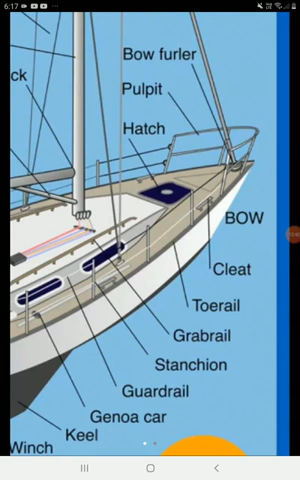 6:17
Bow furler
ck
Pulpit
Hatch
BOW
Cleat
Toerail
Grabrail
Stanchion
Guardrail
Genoa car
Keel
Winch